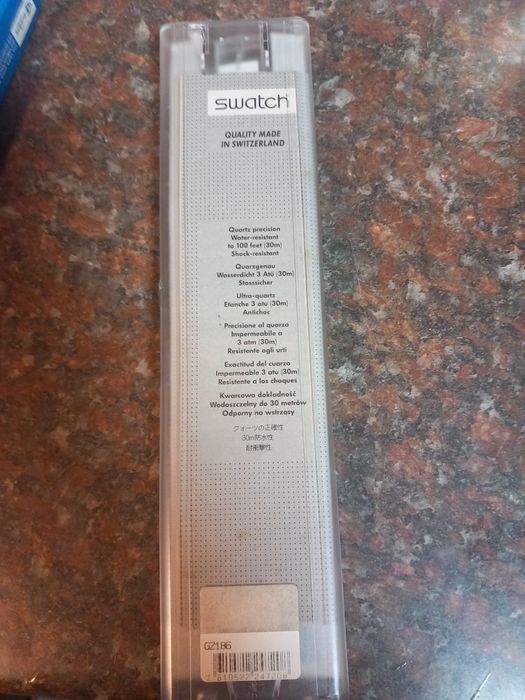 swatch
QUALITY MADE
IN SWITZERLAND
Quartz precision
Water-resistant
to 100 feet (30m)
Shock-resistant
Quarzgenau
Wasserdicht 3 Atü (30m)
Stosssicher
Ultra-quartz
Etanche 3 atu (30m)
Antichoc
Precisione al quarzo
Impermeabile a
3 atm (30m)
Resistente agli urti
Exactitud del cuarzo
Impermeable 3 atu (30m)
Resistente a los choques
Kwarcowa dokładność
Wodoszczelny do 30 metrów
Odporny na wstrząsy
クォーツの正確性
30m防水性
耐衝撃性
GZ186
7 610522 247208